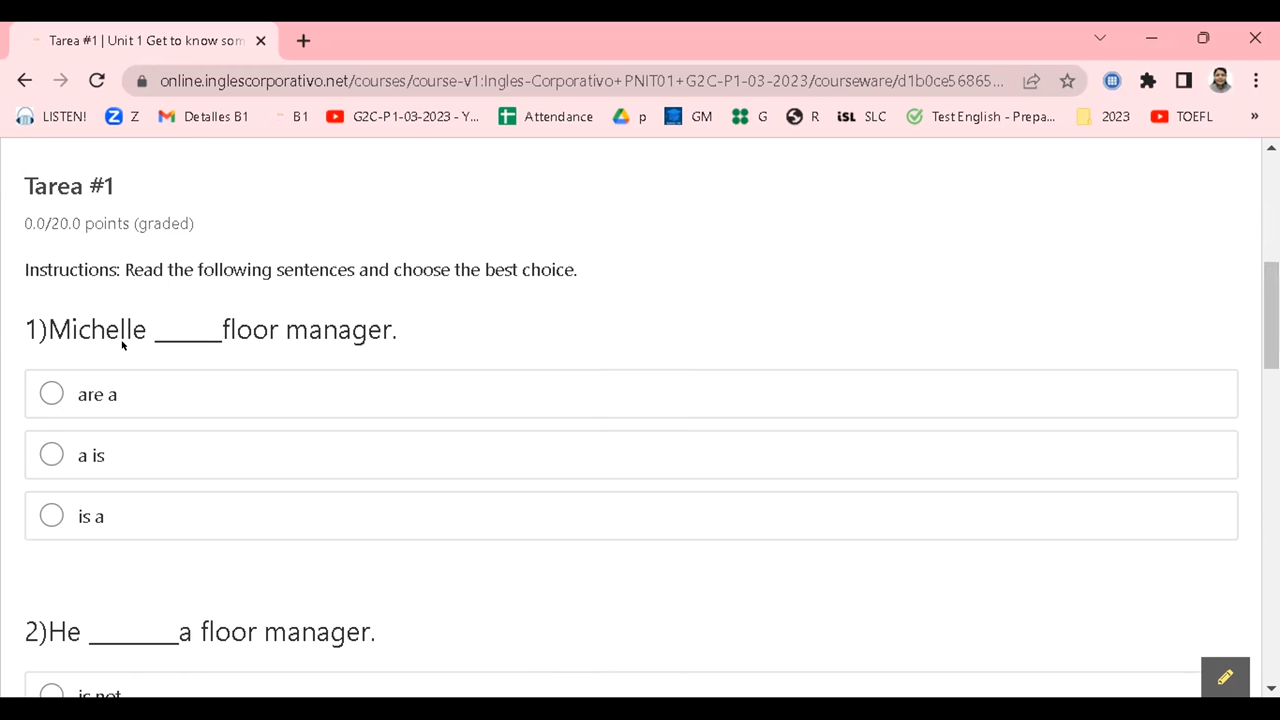 Tarea #1 | Unit 1 Get to know som
online.inglescorporativo.net/courses/course-v1:Ingles-Corporativo+PNIT01+G2C-P1-03-2023/courseware/d1b0ce56865...
LISTEN! Z Detalles B1 B1 G2C-P1-03-2023 - Y... Attendance p GM G R iSL SLC Test English - Prepa... 2023 TOEFL »
Tarea #1
0.0/20.0 points (graded)
Instructions: Read the following sentences and choose the best choice.
1)Michelle ______floor manager.
are a
a is
is a
2)He ________a floor manager.
is not